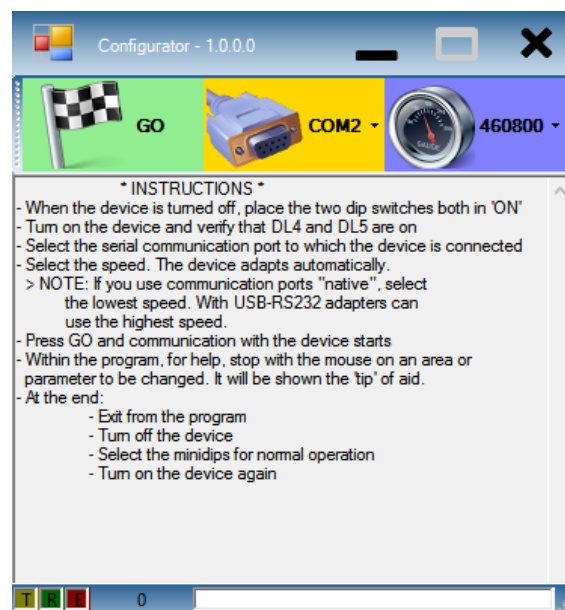 Configurator - 1.0.0.0
GO
COM2
460800
* INSTRUCTIONS *
- When the device is turned off, place the two dip switches both in 'ON'
- Turn on the device and verify that DL4 and DL5 are on
- Select the serial communication port to which the device is connected
- Select the speed. The device adapts automatically.
> NOTE: If you use communication ports "native", select
the lowest speed. With USB-RS232 adapters can
use the highest speed.
- Press GO and communication with the device starts
- Within the program, for help, stop with the mouse on an area or
parameter to be changed. It will be shown the 'tip' of aid.
- At the end:
- Exit from the program
- Turn off the device
- Select the minidips for normal operation
- Turn on the device again
T R E 0